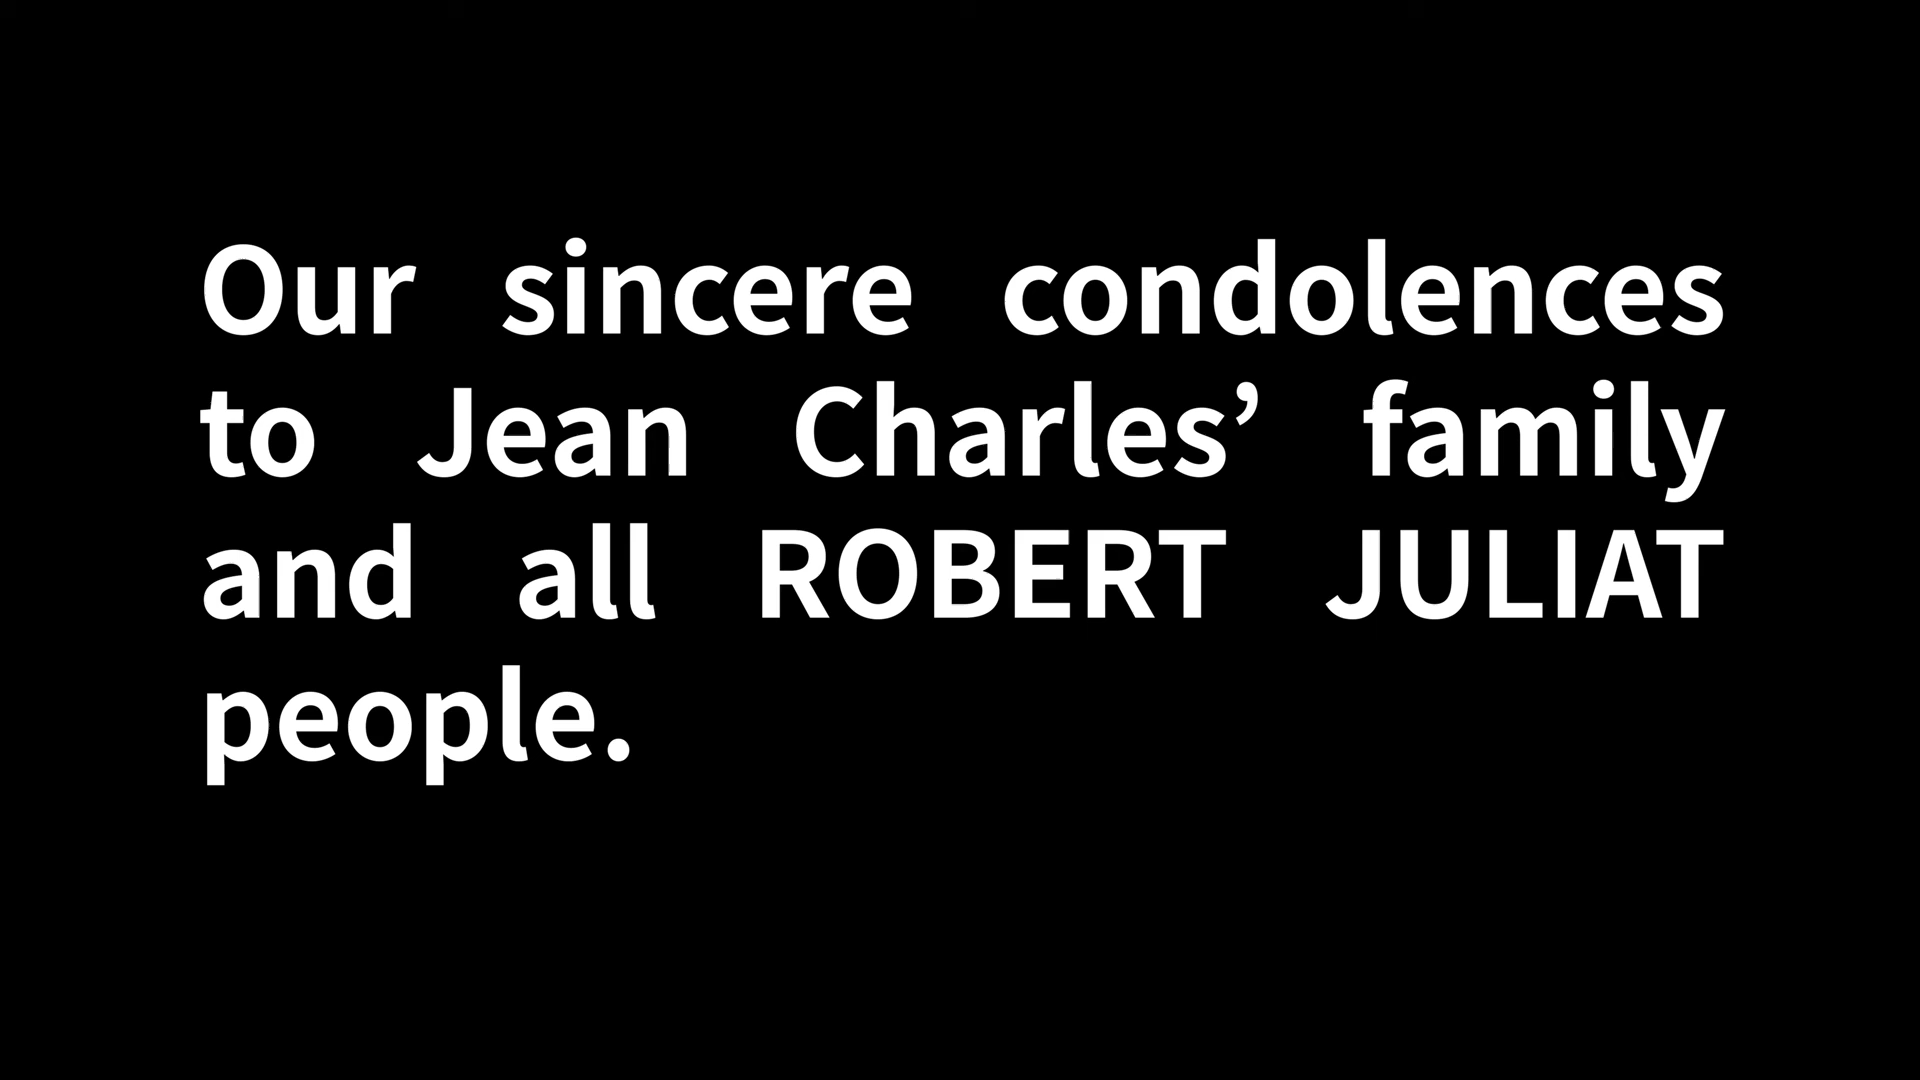 Our sincere condolences
to Jean Charles’ family
and all ROBERT JULIAT
people.